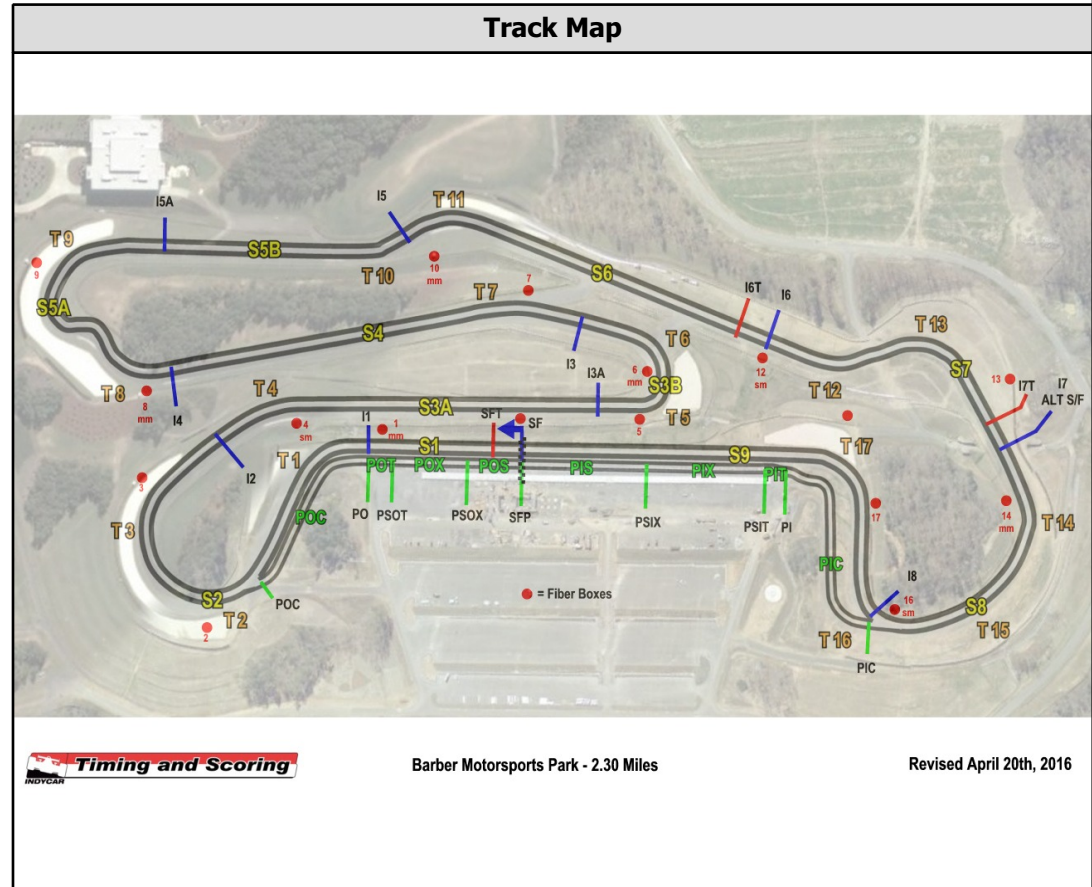 Track Map
T 11
I5
I5A
T 9
S5B
T 10
10
mm
9
T 7
7
S6
I6T
I6
T 13
S5A
S4
I3
T 6
S7
12
sm
13
I7T
I7
ALT S/F
T 8
8
mm
I4
T 4
I3A
6
mm
S3B
T 12
S3A
I1
SFT
SF
T 5
5
4
sm
1
mm
S1
T 17
S9
T 1
I2
POT
POX
POS
PIS
PIX
PIT
3
PO
PSOT
PSOX
SFP
PSIX
PSIT
PI
17
14
mm
T 14
T 3
POC
PIC
I8
= Fiber Boxes
16
sm
S2
POC
T 2
2
S8
T 16
T 15
PIC
INDYCAR
Timing and Scoring
Barber Motorsports Park - 2.30 Miles
Revised April 20th, 2016